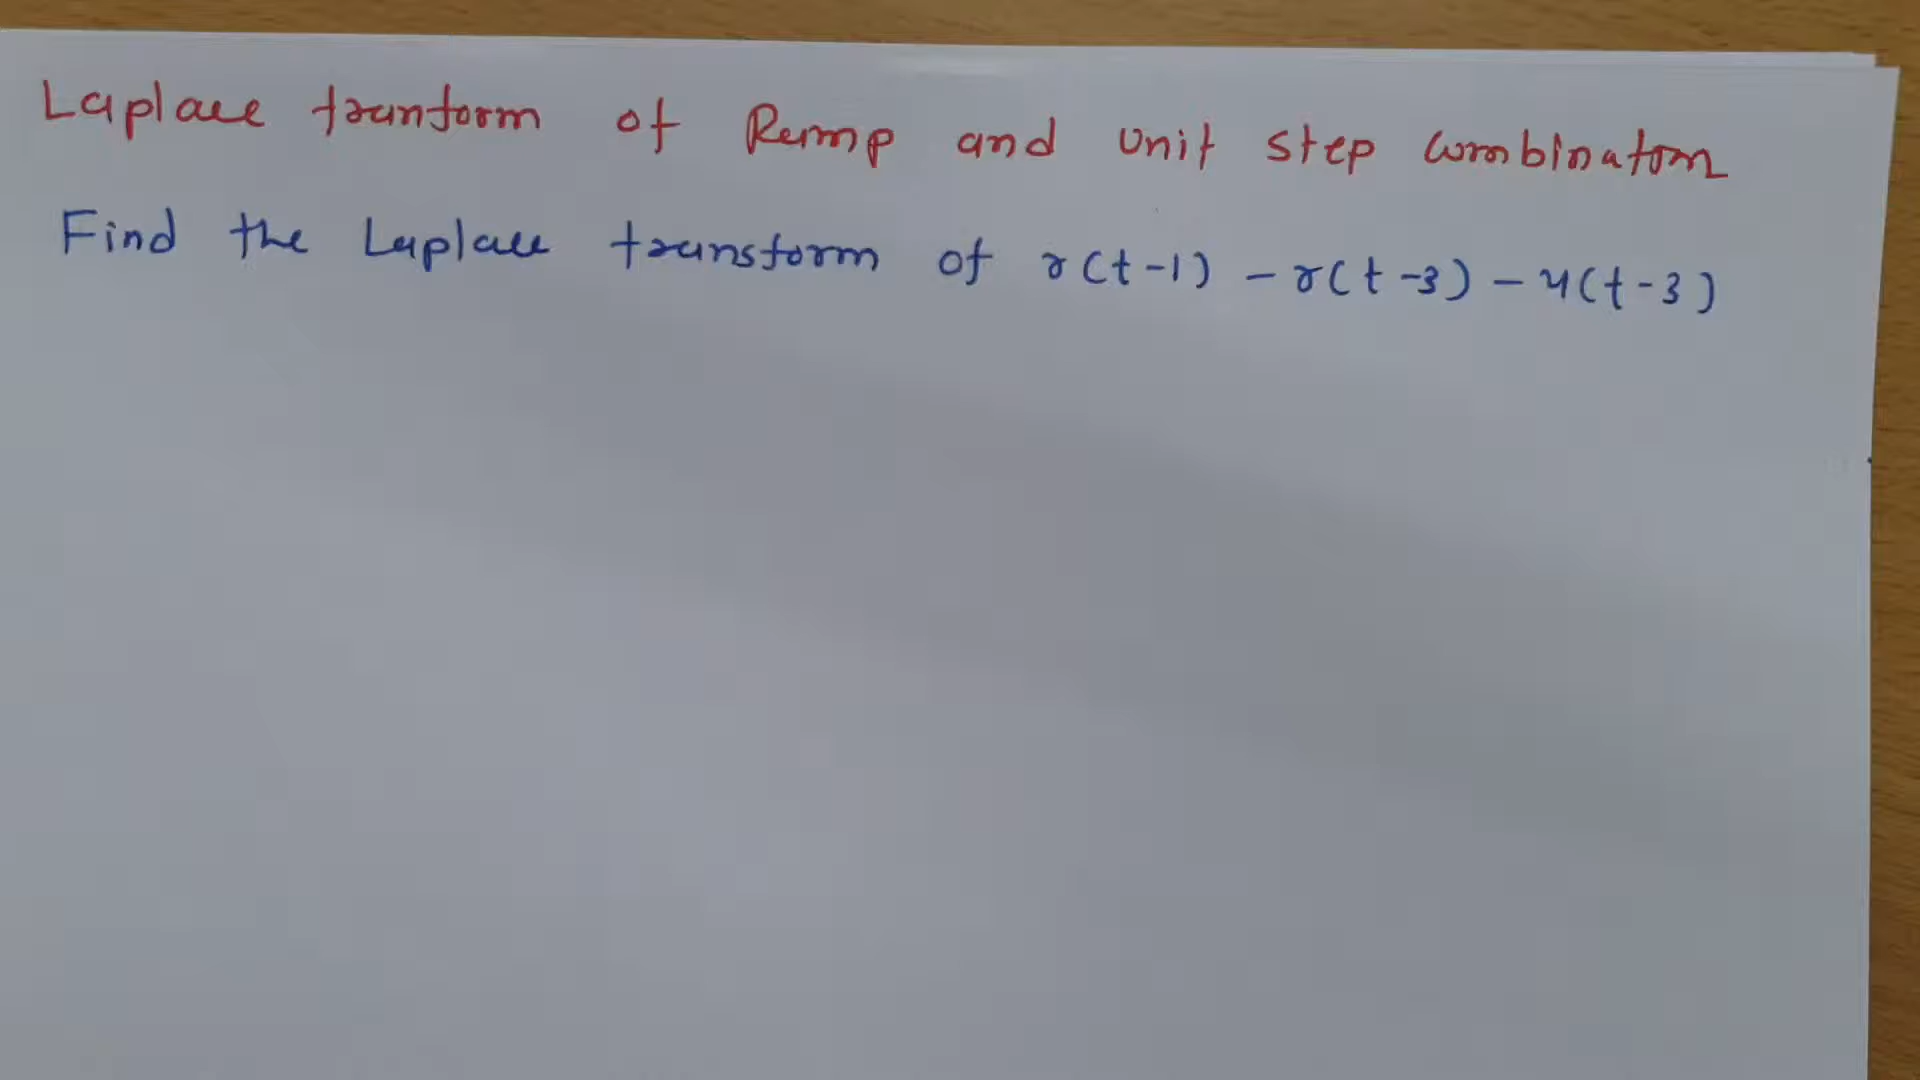 Laplace tranform of Ramp and unit step combinaton
Find the Laplace transform of r(t-1) - r(t-3) - u(t-3)